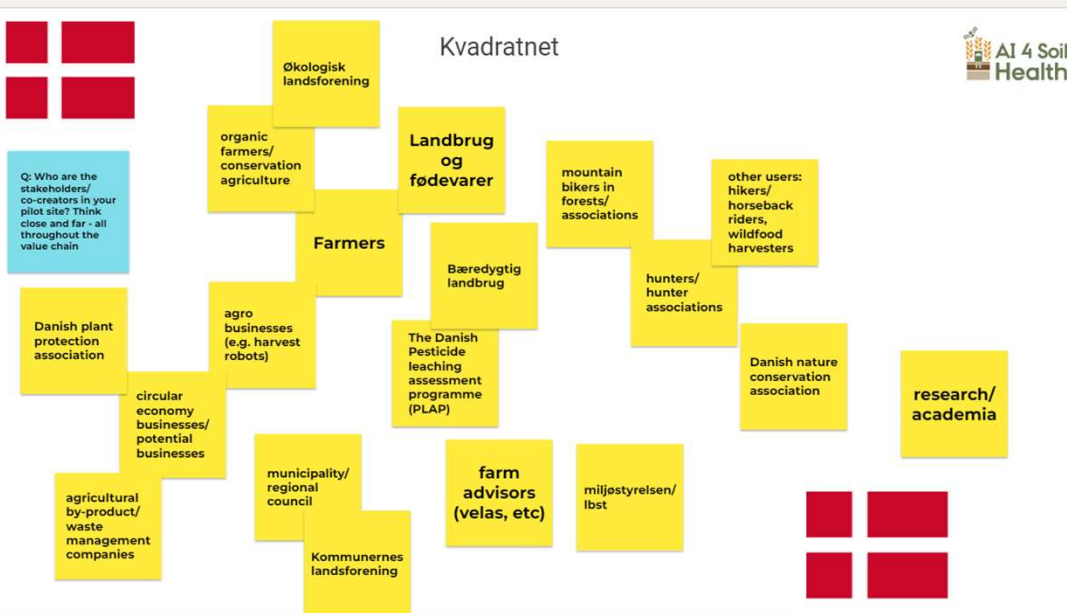 Kvadratnet
AI 4 Soil
Health
Q: Who are the
stakeholders/
co-creators in your
pilot site? Think
close and far - all
throughout the
value chain
Økologisk
landsforening
organic
farmers/
conservation
agriculture
Landbrug
og
fødevarer
Farmers
mountain
bikers in
forests/
associations
other users:
hikers/
horseback
riders,
wildfood
harvesters
Bæredygtig
landbrug
hunters/
hunter
associations
Danish plant
protection
association
agro
businesses
(e.g. harvest
robots)
The Danish
Pesticide
leaching
assessment
programme
(PLAP)
Danish nature
conservation
association
research/
academia
circular
economy
businesses/
potential
businesses
municipality/
regional
council
farm
advisors
(velas, etc)
miljøstyrelsen/
lbst
agricultural
by-product/
waste
management
companies
Kommunernes
landsforening